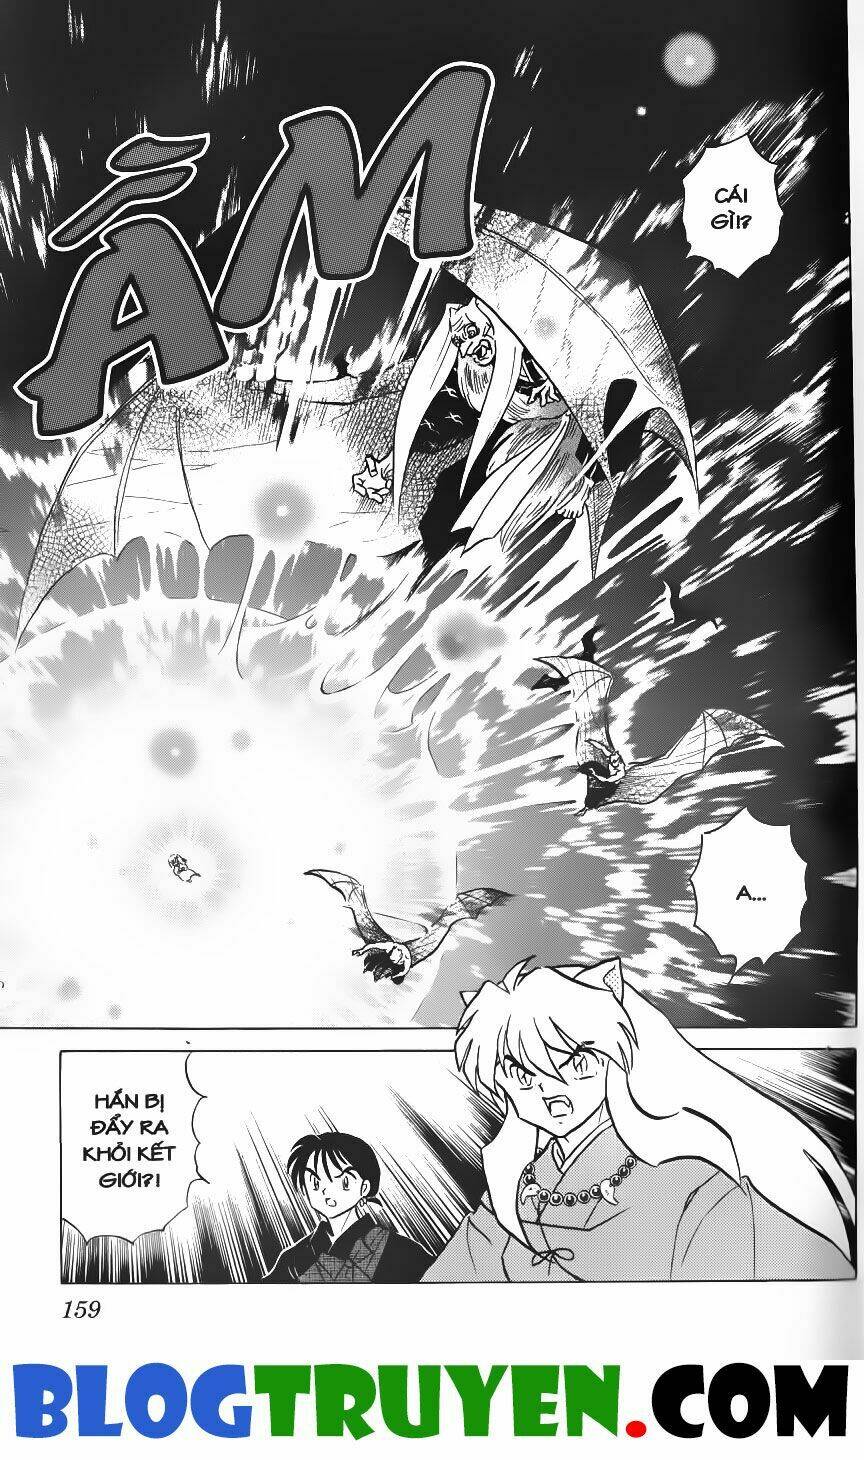 ẦM
CÁI
GÌ!?
A...
HẮN BỊ
ĐẨY RA
KHỎI KẾT
GIỚI?!
159
BLOGTRUYEN.COM